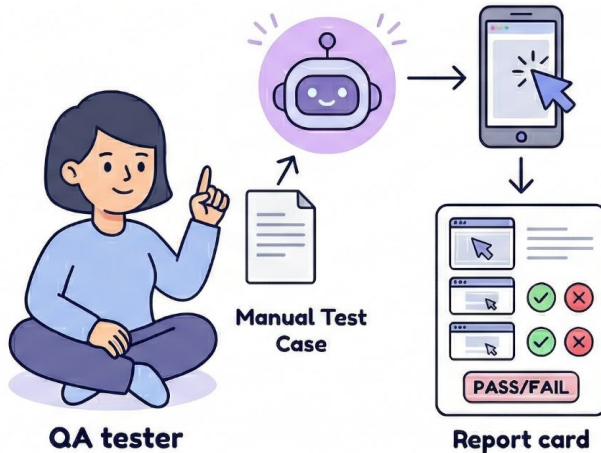 Manual Test
Case
QA tester
PASS/FAIL
Report card